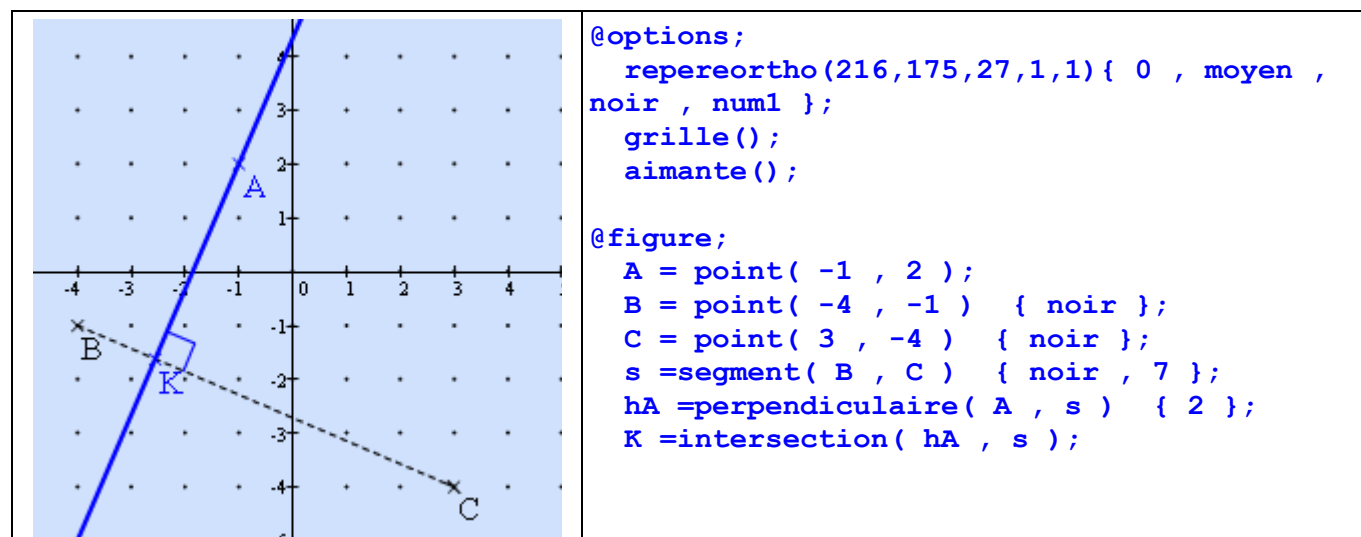 4
3
2
A
1
-4 -3 -2 -1 0 1 2 3 4
-1
B
K
-2
-3
-4
C
@options;
repereortho(216,175,27,1,1){ 0 , moyen ,
noir , num1 };
grille();
aimante();
@figure;
A = point( -1 , 2 );
B = point( -4 , -1 ) { noir };
C = point( 3 , -4 ) { noir };
s =segment( B , C ) { noir , 7 };
hA =perpendiculaire( A , s ) { 2 };
K =intersection( hA , s );